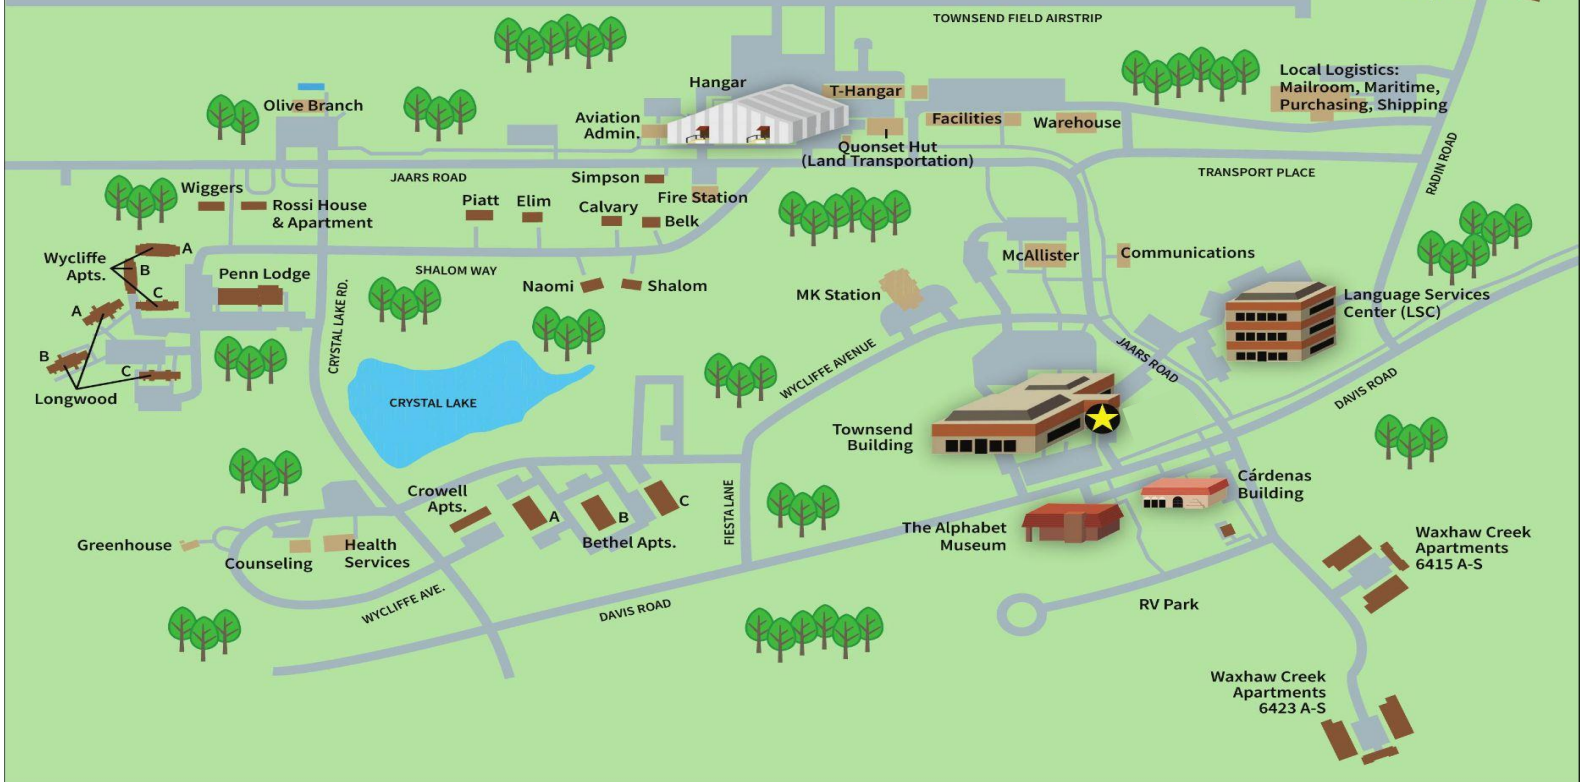 TOWNSEND FIELD AIRSTRIP
Local Logistics:
Mailroom, Maritime,
Purchasing, Shipping
Hangar
T-Hangar
Olive Branch
Aviation
Admin.
Facilities
Warehouse
Quonset Hut
(Land Transportation)
RADIN ROAD
JAARS ROAD
Simpson
TRANSPORT PLACE
Wiggers
Rossi House
& Apartment
Piatt
Elim
Calvary
Fire Station
Belk
Wycliffe
Apts.
A
B
C
Penn Lodge
SHALOM WAY
Naomi
Shalom
McAllister
Communications
MK Station
Language Services
Center (LSC)
A
B
C
Longwood
CRYSTAL LAKE RD.
CRYSTAL LAKE
WYCLIFFE AVENUE
JAARS ROAD
DAVIS ROAD
Townsend
Building
Cárdenas
Building
Crowell
Apts.
A
B
C
Bethel Apts.
FIESTA LANE
The Alphabet
Museum
Greenhouse
Counseling
Health
Services
WYCLIFFE AVE.
DAVIS ROAD
RV Park
Waxhaw Creek
Apartments
6415 A-S
Waxhaw Creek
Apartments
6423 A-S